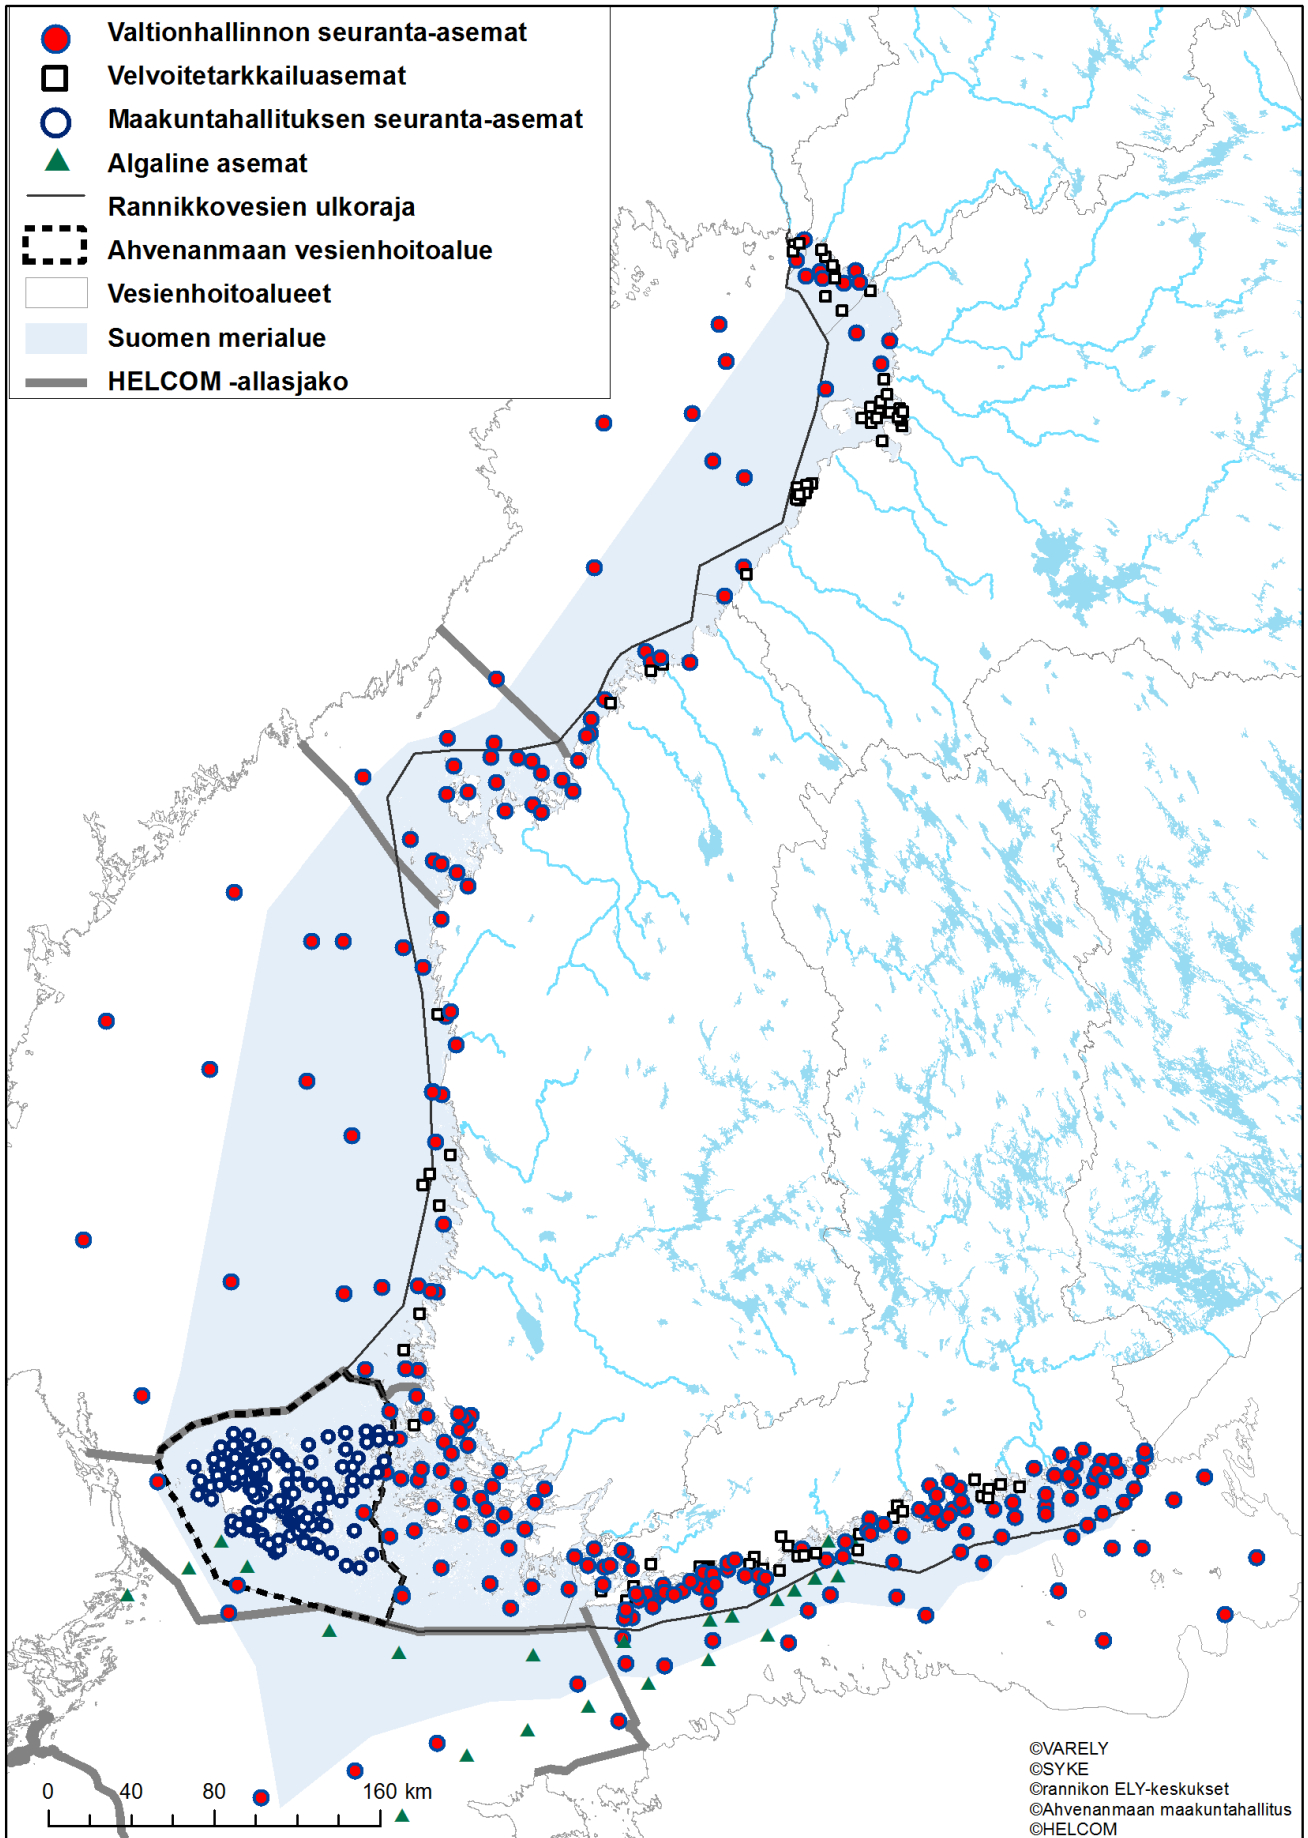 Valtionhallinnon seuranta-asemat
Velvoitetarkkailuasemat
Maakuntahallituksen seuranta-asemat
Algaline asemat
Rannikkovesien ulkoraja
Ahvenanmaan vesienhoitoalue
Vesienhoitoalueet
Suomen merialue
HELCOM -allasjako
0 40 80 160 km
©VARELY
©SYKE
©rannikon ELY-keskukset
©Ahvenanmaan maakuntahallitus
©HELCOM